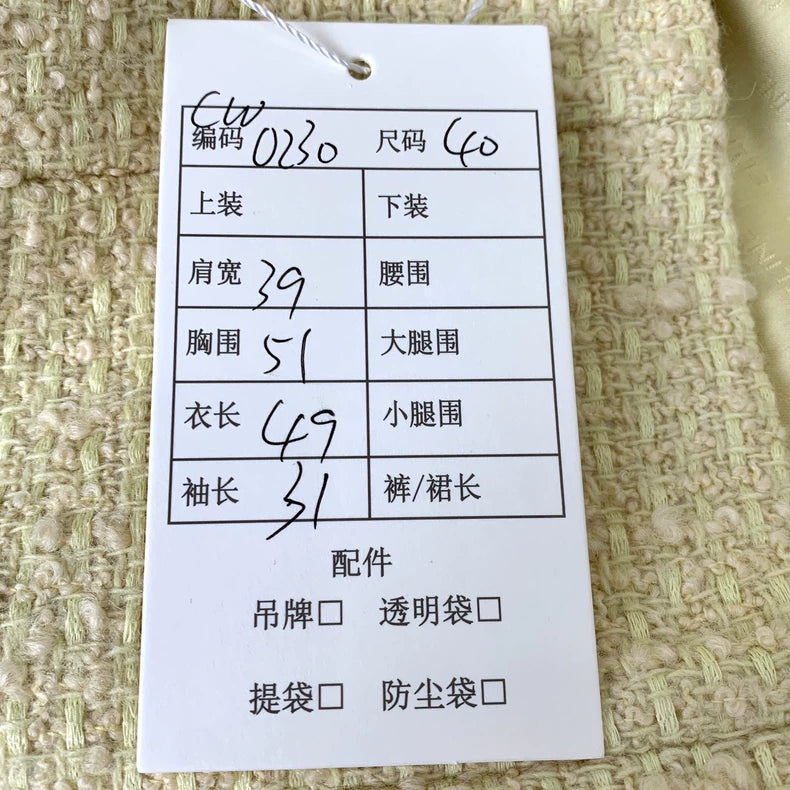 CW
编码 0230 尺码 40
上装 下装
肩宽 39 腰围
胸围 51 大腿围
衣长 49 小腿围
袖长 31 裤/裙长
配件
吊牌□ 透明袋□
提袋□ 防尘袋□